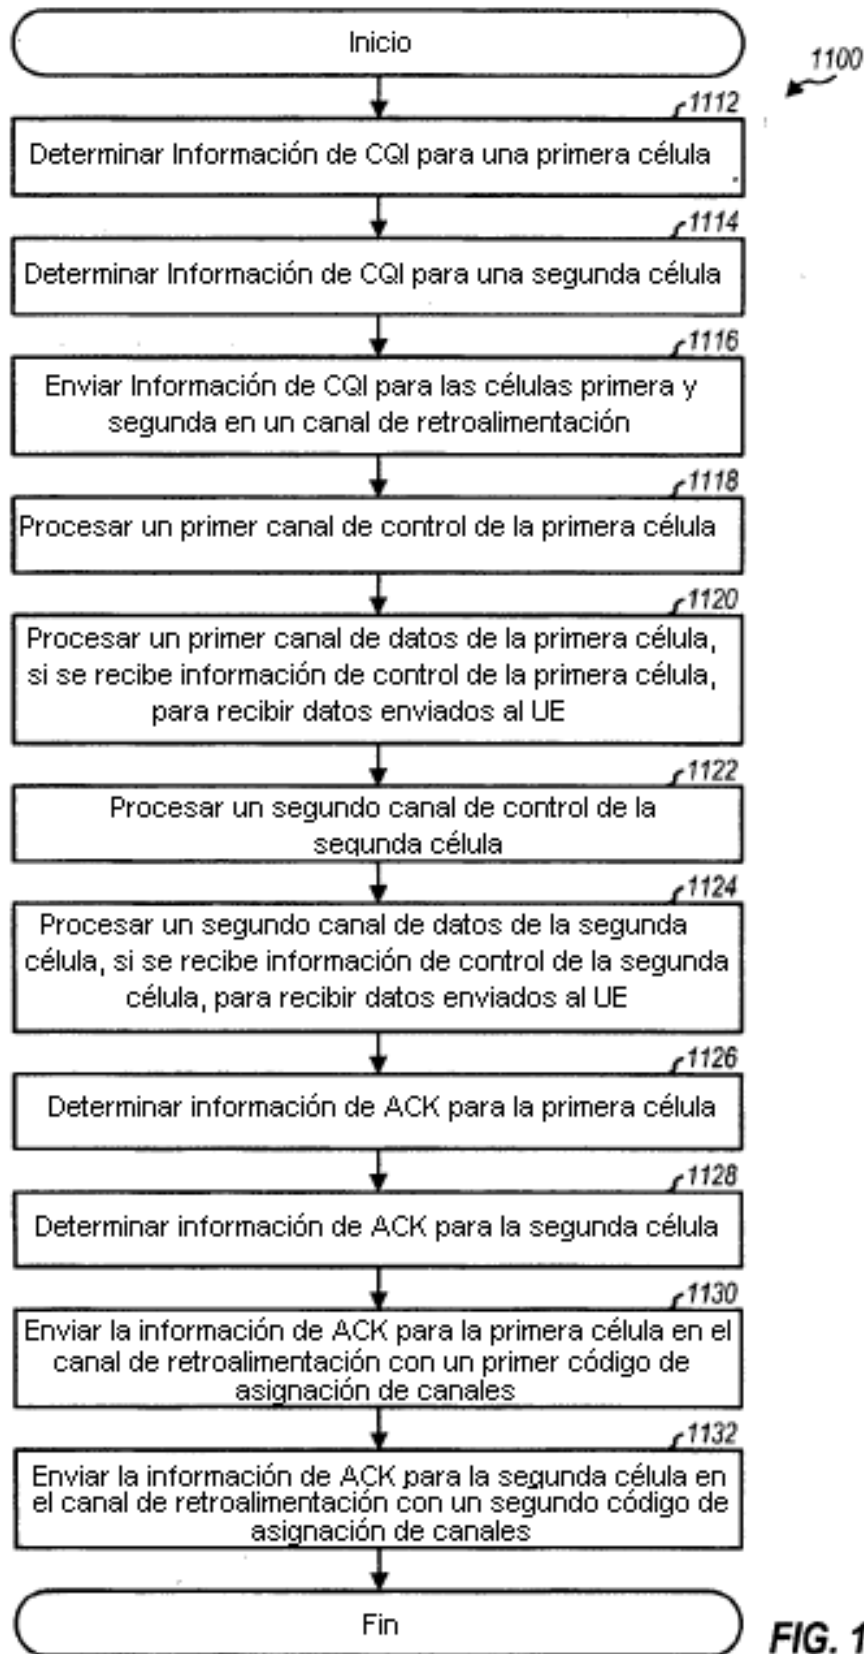 Inicio
1100
1112
Determinar Información de CQI para una primera célula
1114
Determinar Información de CQI para una segunda célula
1116
Enviar Información de CQI para las células primera y
segunda en un canal de retroalimentación
1118
Procesar un primer canal de control de la primera célula
1120
Procesar un primer canal de datos de la primera célula,
si se recibe información de control de la primera célula,
para recibir datos enviados al UE
1122
Procesar un segundo canal de control de la
segunda célula
1124
Procesar un segundo canal de datos de la segunda
célula, si se recibe información de control de la segunda
célula, para recibir datos enviados al UE
1126
Determinar información de ACK para la primera célula
1128
Determinar información de ACK para la segunda célula
1130
Enviar la información de ACK para la primera célula en el
canal de retroalimentación con un primer código de
asignación de canales
1132
Enviar la información de ACK para la segunda célula en
el canal de retroalimentación con un segundo código de
asignación de canales
Fin
FIG. 1